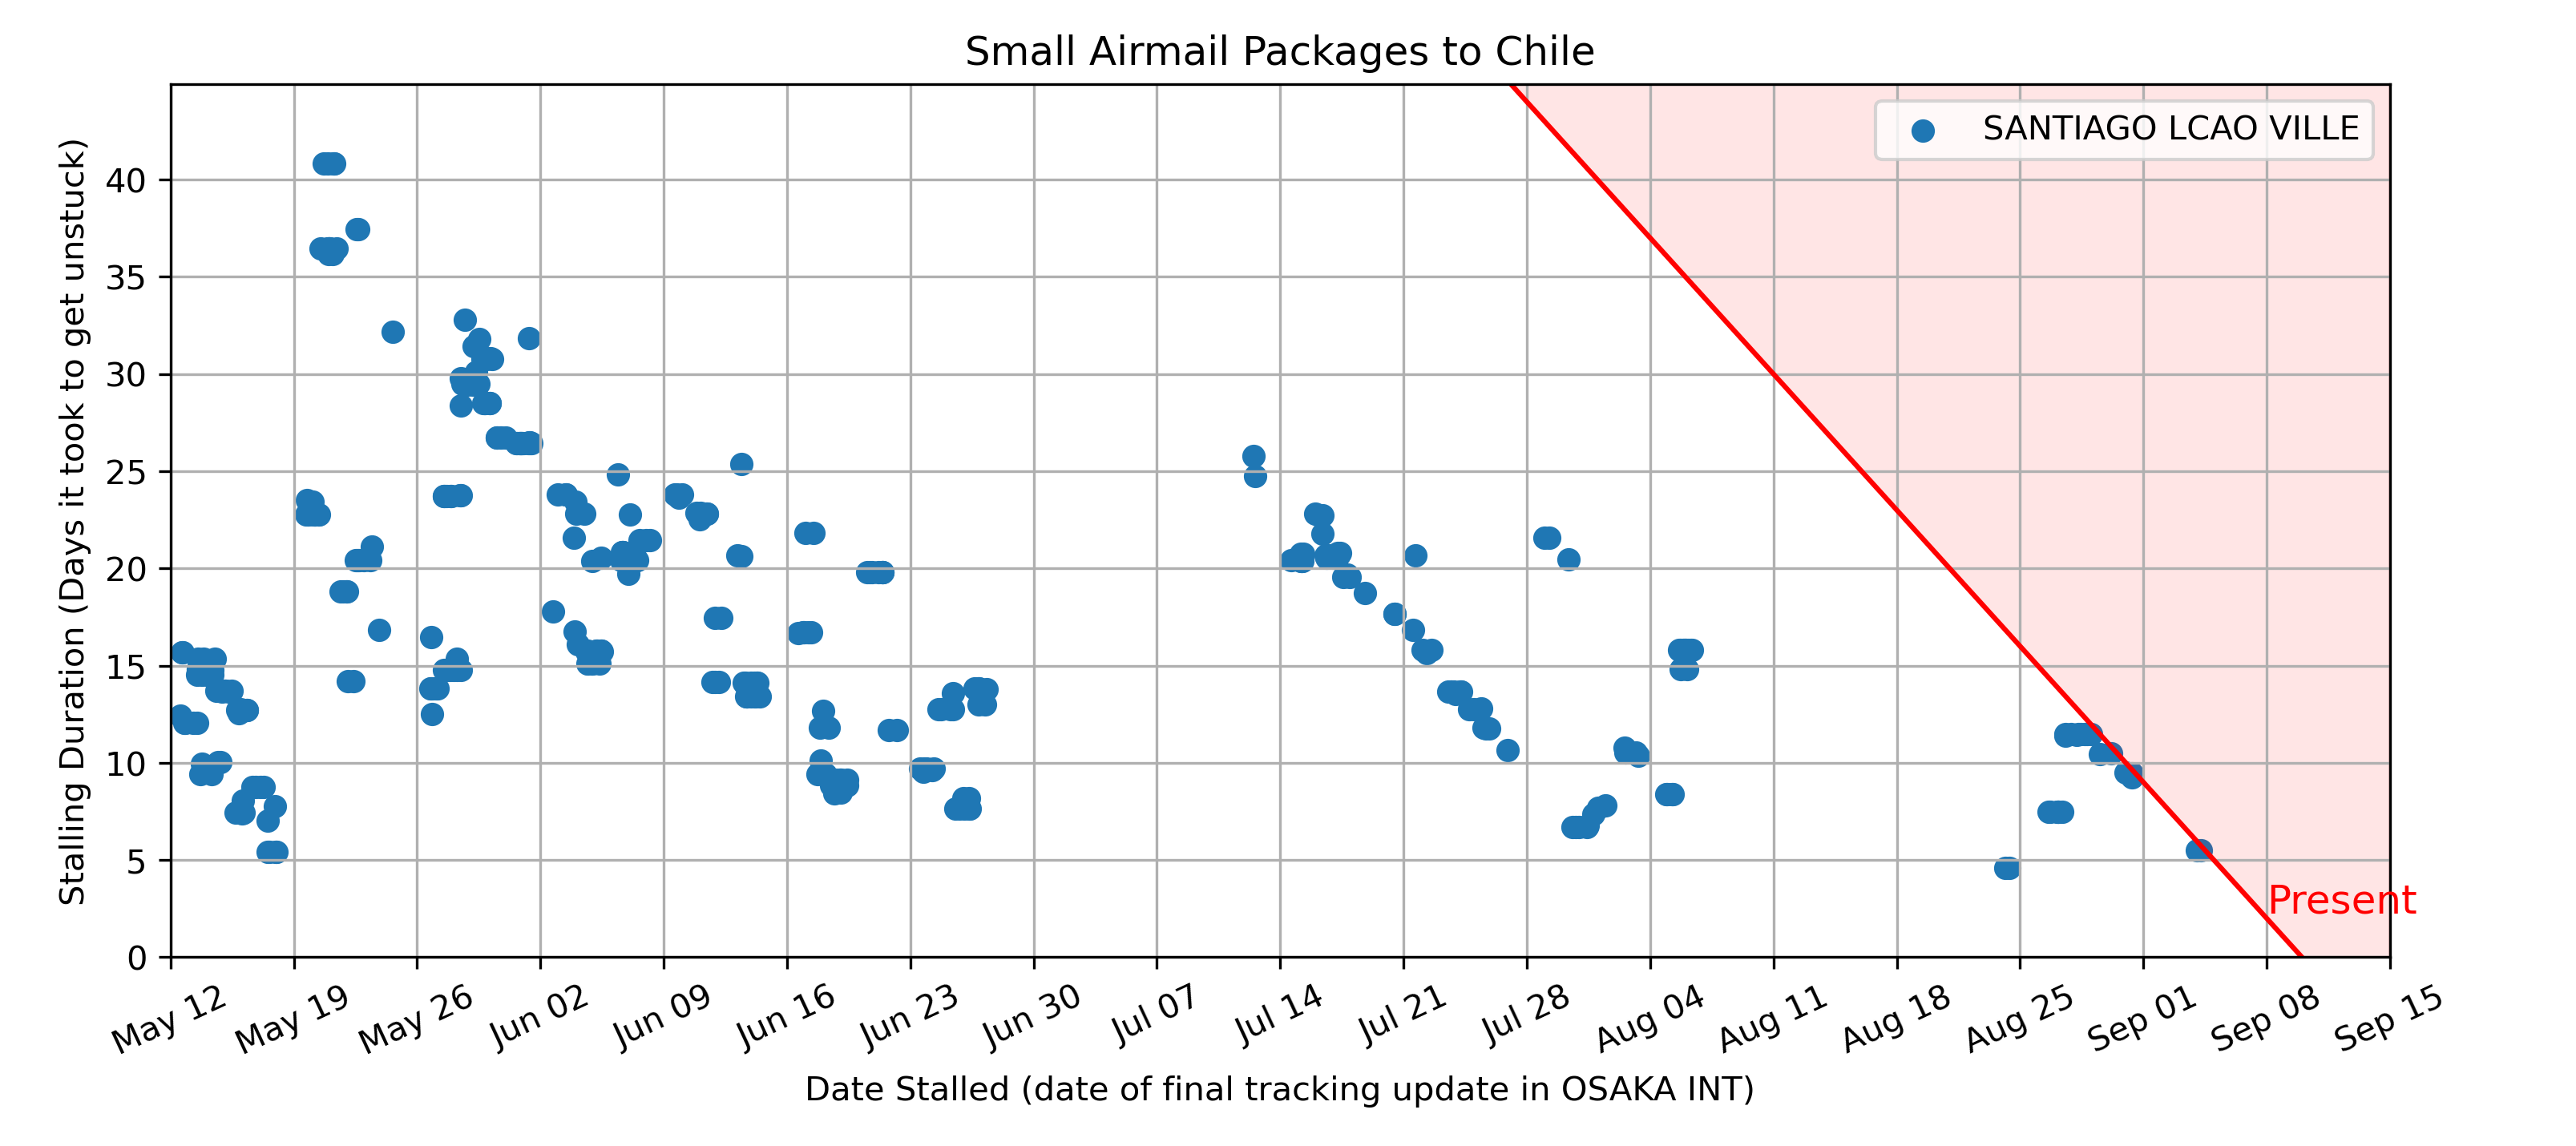 Small Airmail Packages to Chile
SANTIAGO LCAO VILLE
Stalling Duration (Days it took to get unstuck)
40
35
30
25
20
15
10
5
0
Present
May 12
May 19
May 26
Jun 02
Jun 09
Jun 16
Jun 23
Jun 30
Jul 07
Jul 14
Jul 21
Jul 28
Aug 04
Aug 11
Aug 18
Aug 25
Sep 01
Sep 08
Sep 15
Date Stalled (date of final tracking update in OSAKA INT)